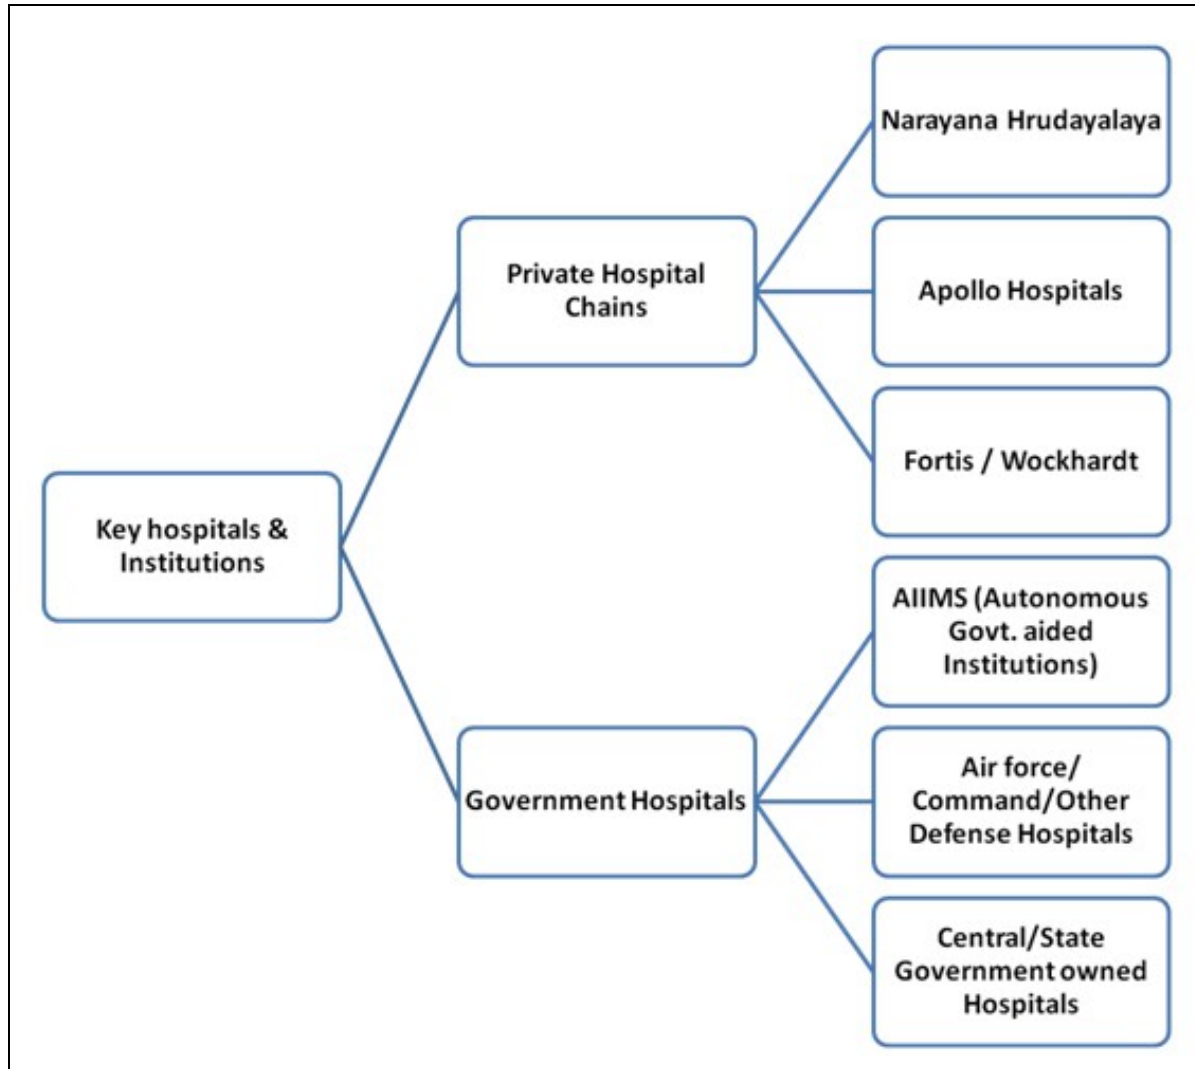 Key hospitals &
Institutions
Private Hospital
Chains
Narayana Hrudayalaya
Apollo Hospitals
Fortis / Wockhardt
Government Hospitals
AIIMS (Autonomous
Govt. aided
Institutions)
Air force/
Command/Other
Defense Hospitals
Central/State
Government owned
Hospitals